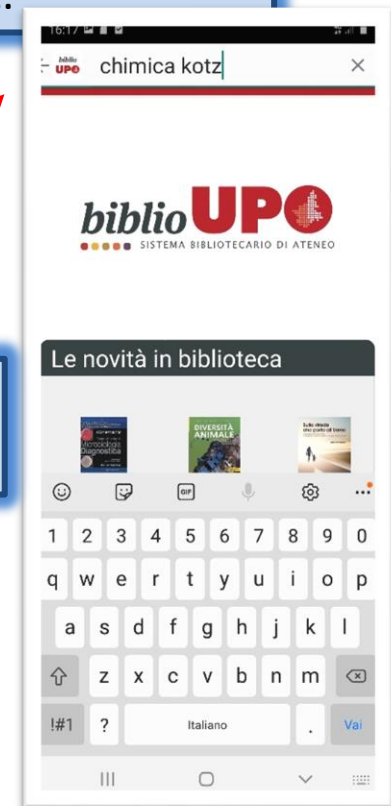 ..
16:17
biblio
UPO
chimica kotz
biblio UPO
SISTEMA BIBLIOTECARIO DI ATENEO
Le novità in biblioteca
Microbiologia
Diagnostica
DIVERSITÀ
ANIMALE
GIF
1 2 3 4 5 6 7 8 9 0
q w e r t y u i o p
a s d f g h j k l
z x c v b n m
!#1 ? Italiano . Vai